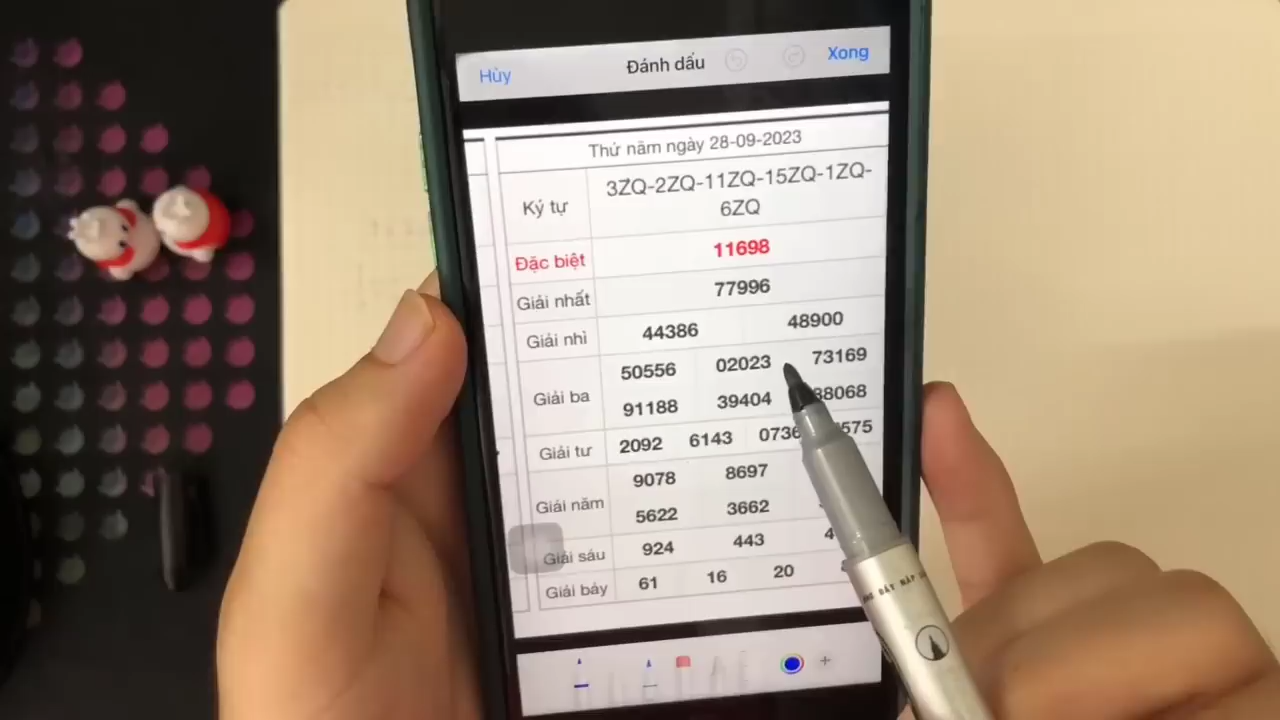 Hủy Đánh dấu Xong
Thứ năm ngày 28-09-2023
Ký tự 3ZQ-2ZQ-11ZQ-15ZQ-1ZQ-
6ZQ
Đặc biệt 11698
Giải nhất 77996
Giải nhì 44386 48900
50556 02023 73169
Giải ba
91188 39404
Giải tư 2092 6143
9078 8697
Giải năm
5622 3662
Giải sáu 924 443
Giải bảy 61 16 20